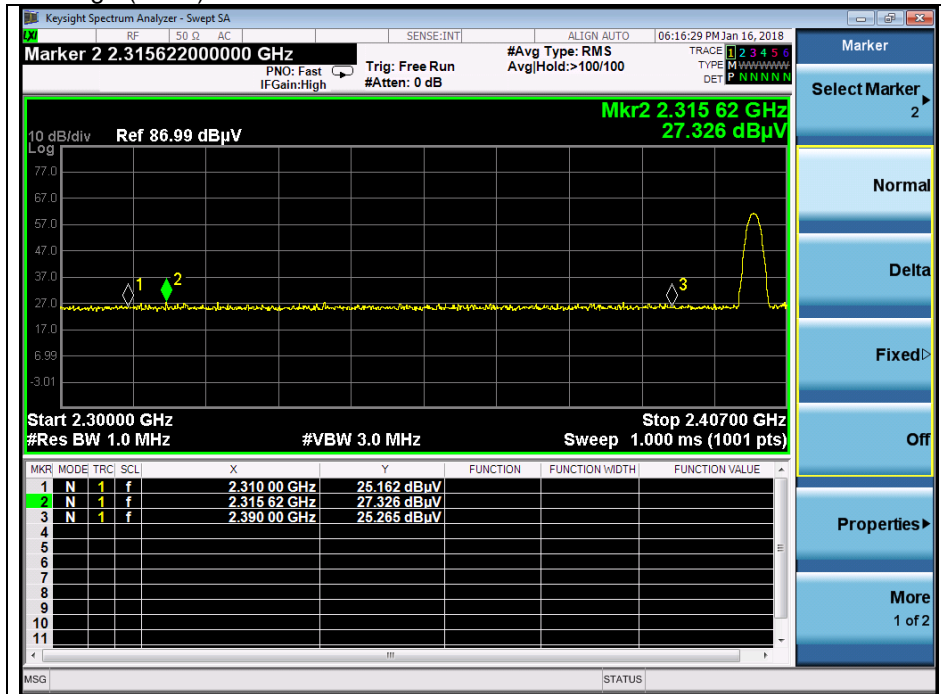 Keysight Spectrum Analyzer - Swept SA
LXI RF 50 Ω AC SENSE:INT ALIGN AUTO 06:16:29 PM Jan 16, 2018
Marker 2 2.315622000000 GHz
PNO: Fast
IFGain:High
Trig: Free Run
#Atten: 0 dB
#Avg Type: RMS
Avg|Hold:>100/100
TRACE 1 2 3 4 5 6
TYPE M WWWWW
DET P N N N N N
Mkr2 2.315 62 GHz
27.326 dBµV
10 dB/div Ref 86.99 dBµV
Log
77.0
67.0
57.0
47.0
37.0
27.0
17.0
6.99
-3.01
1
2
3
Start 2.30000 GHz Stop 2.40700 GHz
#Res BW 1.0 MHz #VBW 3.0 MHz Sweep 1.000 ms (1001 pts)
MKR MODE TRC SCL X Y FUNCTION FUNCTION WIDTH FUNCTION VALUE
1 N 1 f 2.310 00 GHz 25.162 dBµV
2 N 1 f 2.315 62 GHz 27.326 dBµV
3 N 1 f 2.390 00 GHz 25.265 dBµV
4
5
6
7
8
9
10
11
MSG STATUS
Marker
Select Marker
2
Normal
Delta
Fixed
Off
Properties
More
1 of 2